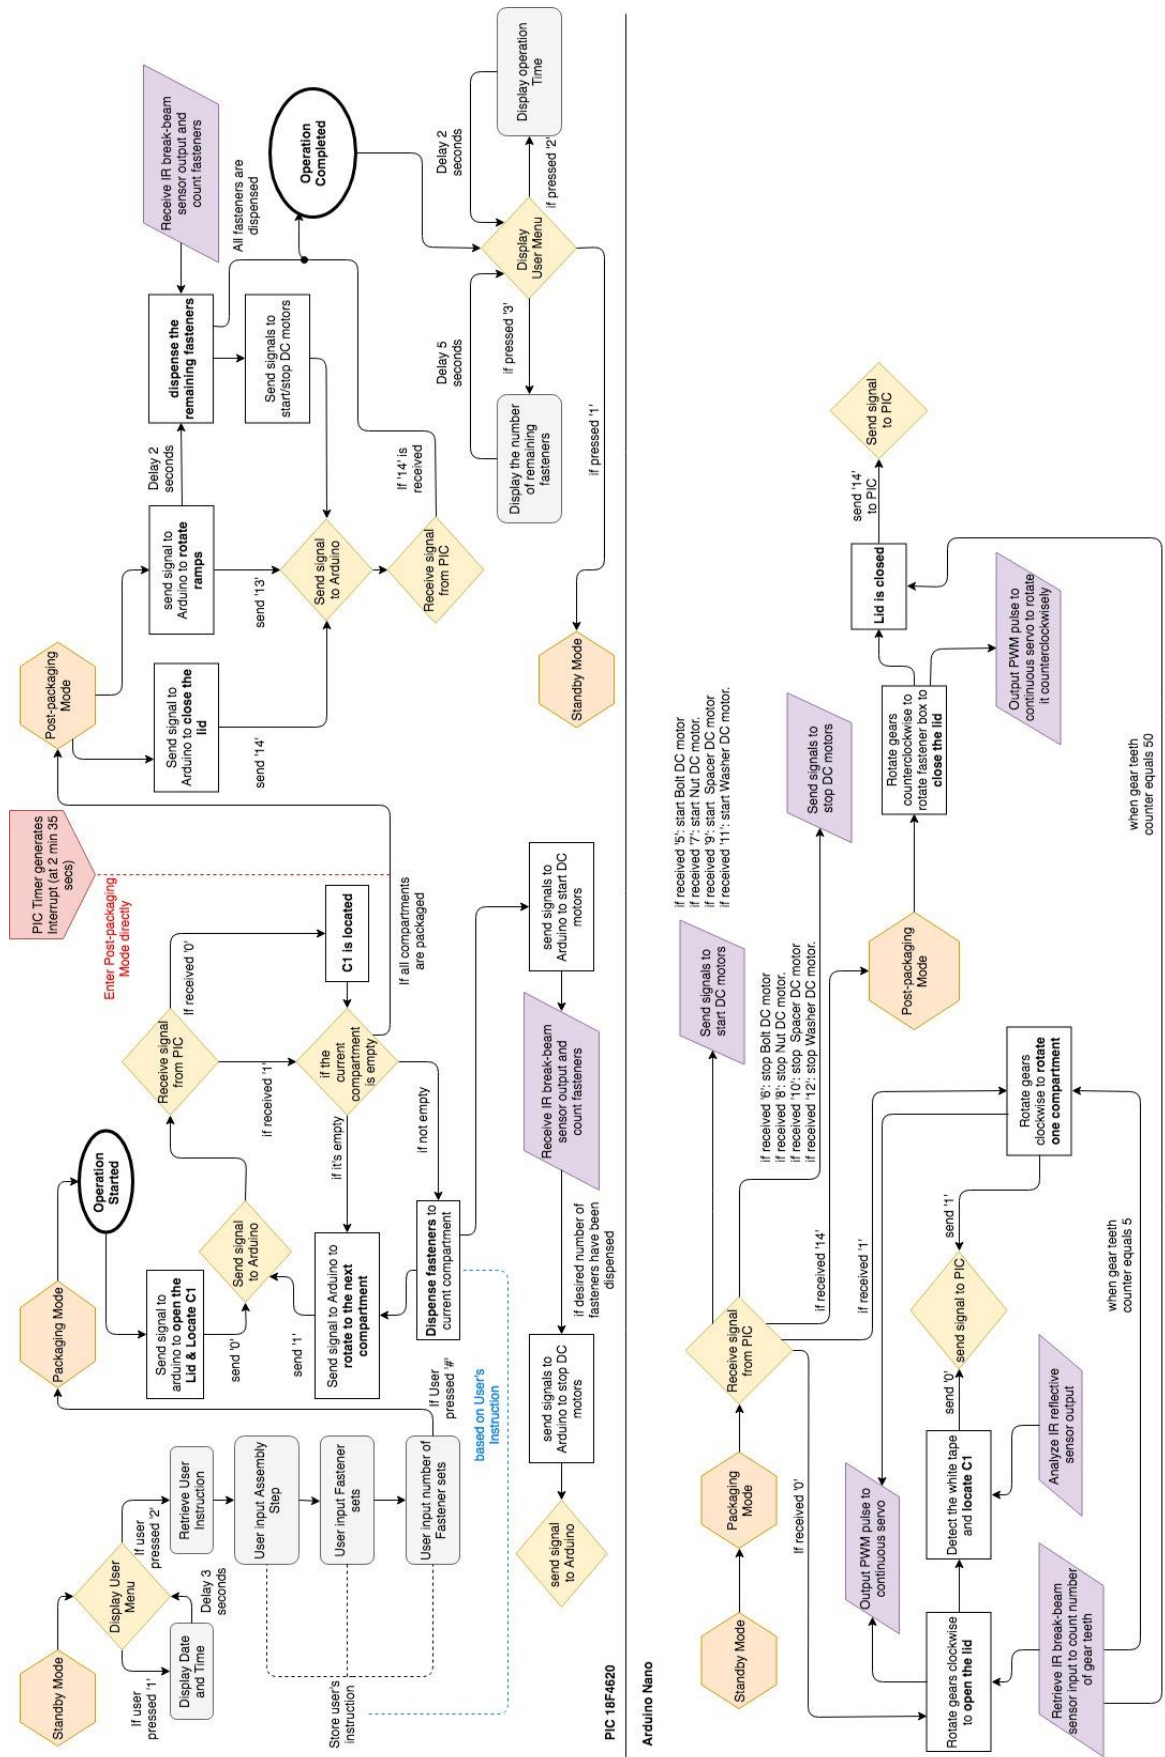 Standby Mode
Display User
Menu
If user
pressed '1'
Display Date
and Time
Delay 3
seconds
If user
pressed '2'
Retrieve User
Instruction
User input Assembly
Step
User input Fastener
sets
User input number of
Fastener sets
Store user's
instruction
If User
pressed '#'
based on User's
Instruction
Packaging Mode
Operation
Started
Send signal to
arduino to open the
Lid & Locate C1
send '0'
Send signal
to Arduino
send '1'
Send signal to Arduino to
rotate to the next
compartment
Dispense fasteners to
current compartment
Receive signal
from PIC
If received '0'
if received '1'
C1 is located
if the
current
compartment
is empty
if it's empty
if not empty
If all compartments
are packaged
send signals to
Arduino to start DC
motors
Receive IR break-beam
sensor output and
count fasteners
if desired number of
fasteners have been
dispensed
send signals to
Arduino to stop DC
motors
send signal
to Arduino
PIC Timer generates
Interrupt (at 2 min 35
secs)
Enter Post-packaging
Mode directly
Post-packaging
Mode
Send signal to
Arduino to close the
lid
send '14'
send signal to
Arduino to rotate
ramps
send '13'
Delay 2
seconds
dispense the
remaining fasteners
Receive IR break-beam
sensor output and
count fasteners
All fasteners are
dispensed
Send signals to
start/stop DC motors
Send signal
to Arduino
Receive signal
from PIC
If '14' is
received
Operation
Completed
Display
User Menu
if pressed '2'
Display operation
Time
Delay 2
seconds
if pressed '3'
Display the number
of remaining
fasteners
Delay 5
seconds
if pressed '1'
Standby Mode
PIC 18F4620
Arduino Nano
Standby Mode
Packaging
Mode
Receive signal
from PIC
Send signals to
start DC motors
if received '5': start Bolt DC motor
if received '7': start Nut DC motor.
if received '9': start Spacer DC motor
if received '11': start Washer DC motor.
if received '6': stop Bolt DC motor
if received '8': stop Nut DC motor.
if received '10': stop Spacer DC motor
if received '12': stop Washer DC motor.
Send signals to
stop DC motors
if received '14'
if received '1'
If received '0'
Rotate gears clockwise
to open the lid
Output PWM pulse to
continuous servo
Retrieve IR break-beam
sensor input to count number
of gear teeth
Detect the white tape
and locate C1
Analyze IR reflective
sensor output
send '0'
send signal to PIC
send '1'
Rotate gears
clockwise to rotate
one compartment
when gear teeth
counter equals 5
Post-packaging
Mode
Rotate gears
counterclockwise to
rotate fastener box to
close the lid
Output PWM pulse to
continuous servo to rotate
it counterclockwisely
Lid is closed
send '14'
to PIC
Send signal
to PIC
when gear teeth
counter equals 50